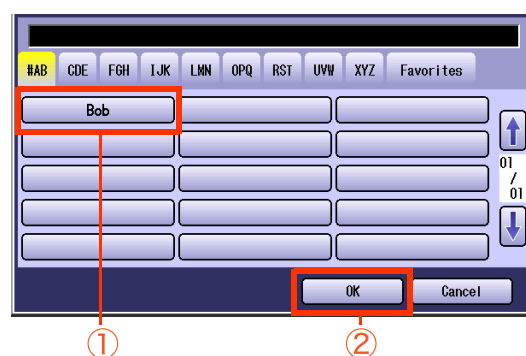 #AB CDE FGH IJK LMN OPQ RST UVW XYZ Favorites
Bob
01
/
01
OK Cancel
① ②